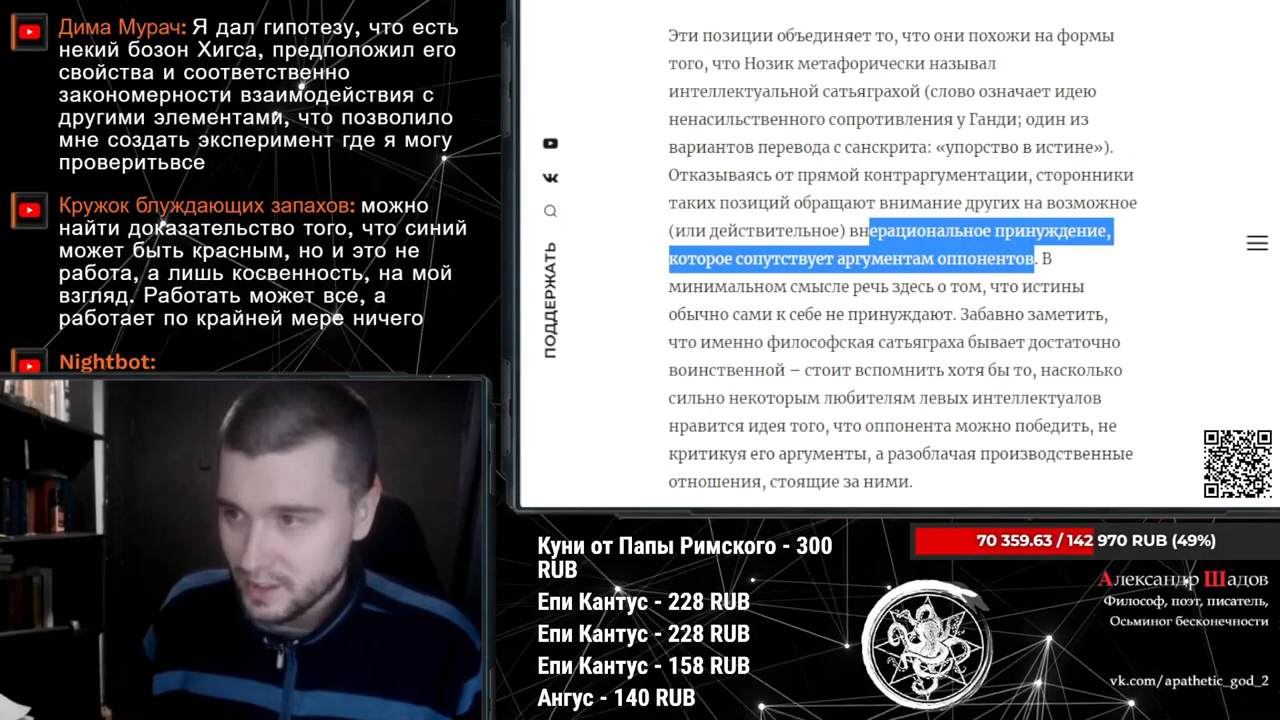 Дима Мурач: Я дал гипотезу, что есть
некий бозон Хигса, предположил его
свойства и соответственно
закономерности взаимодействия с
другими элементами, что позволило
мне создать эксперимент где я могу
проверитьвсе
Кружок блуждающих запахов: можно
найти доказательство того, что синий
может быть красным, но и это не
работа, а лишь косвенность, на мой
взгляд. Работать может все, а
работает по крайней мере ничего
Nightbot:
ПОДДЕРЖАТЬ
Эти позиции объединяет то, что они похожи на формы
того, что Нозик метафорически называл
интеллектуальной сатьяграхой (слово означает идею
ненасильственного сопротивления у Ганди; один из
вариантов перевода с санскрита: «упорство в истине»).
Отказываясь от прямой контраргументации, сторонники
таких позиций обращают внимание других на возможное
(или действительное) внерациональное принуждение,
которое сопутствует аргументам оппонентов. В
минимальном смысле речь здесь о том, что истины
обычно сами к себе не принуждают. Забавно заметить,
что именно философская сатьяграха бывает достаточно
воинственной – стоит вспомнить хотя бы то, насколько
сильно некоторым любителям левых интеллектуалов
нравится идея того, что оппонента можно победить, не
критикуя его аргументы, а разоблачая производственные
отношения, стоящие за ними.
Куни от Папы Римского - 300
RUB
Епи Кантус - 228 RUB
Епи Кантус - 228 RUB
Епи Кантус - 158 RUB
Ангус - 140 RUB
70 359.63 / 142 970 RUB (49%)
Александр Шадов
Философ, поэт, писатель,
Осьминог бесконечности
vk.com/apathetic_god_2